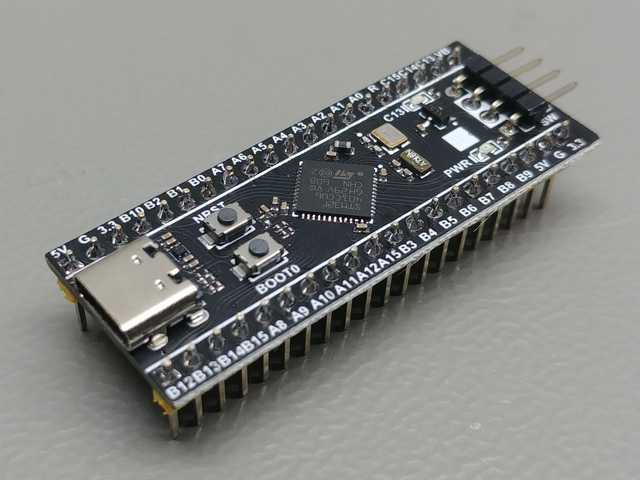 5V G 3.3 B10 B2 B1 B0 A7 A6 A5 A4 A3 A2 A1 A0 R C15 C14 C13 VB
C13
PWR
NRST
BOOT0
STM32F
B12 B13 B14 B15 A8 A9 A10 A11 A12 A15 B3 B4 B5 B6 B7 B8 B9 5V G 3.3